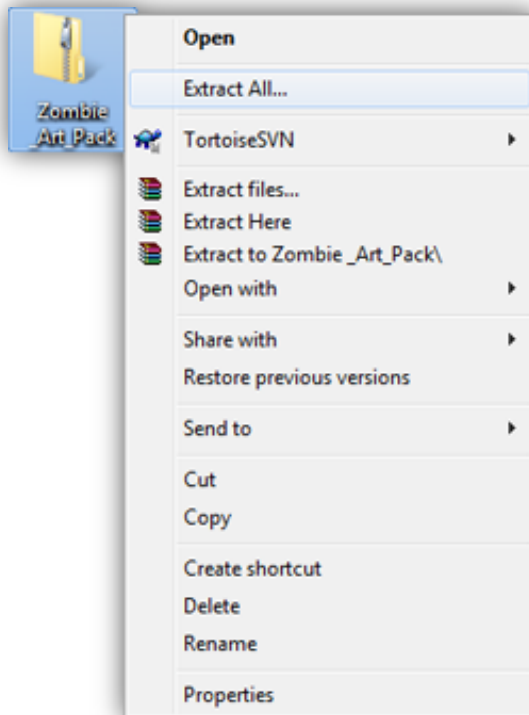 Zombie
_Art_Pack
Open
Extract All...
TortoiseSVN
Extract files...
Extract Here
Extract to Zombie _Art_Pack\
Open with
Share with
Restore previous versions
Send to
Cut
Copy
Create shortcut
Delete
Rename
Properties